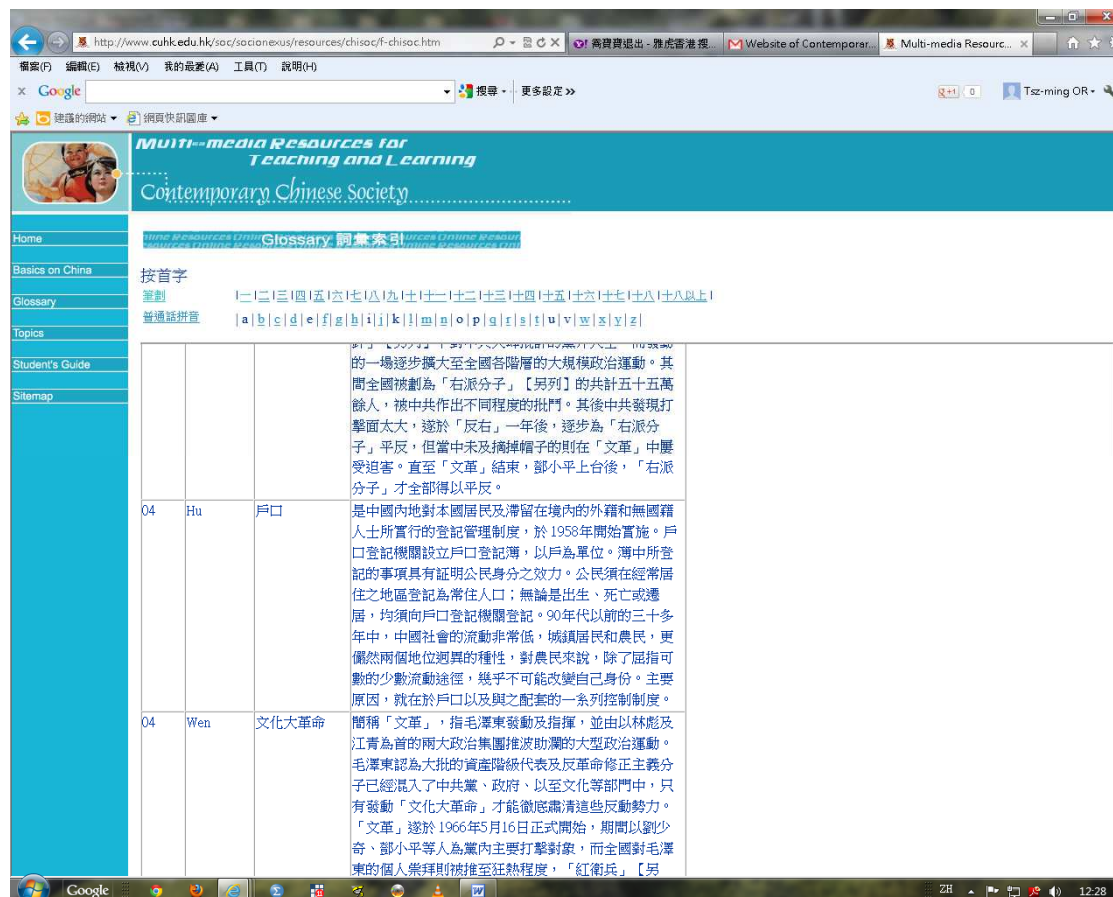 http://www.cuhk.edu.hk/soc/socionexus/resources/chisoc/f-chisoc.htm
喬寶寶退出 - 雅虎香港 搜...
Website of Contemporar...
Multi-media Resourc...
檔案(F) 編輯(E) 檢視(V) 我的最愛(A) 工具(T) 說明(H)
x Google 搜尋 更多設定 >> +1 0 Tsz-ming OR
建議的網站 網頁快訊圖庫
Multi-media Resources for
Teaching and Learning
Contemporary Chinese Society
Home
Basics on China
Glossary
Topics
Student's Guide
Sitemap
Glossary 詞彙索引
按首字
筆劃 |一|二|三|四|五|六|七|八|九|十|十一|十二|十三|十四|十五|十六|十七|十八|十八以上|
普通話拼音 |a|b|c|d|e|f|g|h|i|j|k|l|m|n|o|p|q|r|s|t|u|v|w|x|y|z|
的一場逐步擴大至全國各階層的大規模政治運動。其
間全國被劃為「右派分子」【另列】的共計五十五萬
餘人，被中共作出不同程度的批鬥。其後中共發現打
擊面太大，遂於「反右」一年後，逐步為「右派分
子」平反，但當中未及摘掉帽子的則在「文革」中屢
受迫害。直至「文革」結束，鄧小平上台後，「右派
分子」才全部得以平反。
04 Hu 戶口 是中國內地對本國居民及滯留在境內的外籍和無國籍
人士所實行的登記管理制度，於1958年開始實施。戶
口登記機關設立戶口登記簿，以戶為單位。簿中所登
記的事項具有証明公民身分之效力。公民須在經常居
住之地區登記為常住人口；無論是出生、死亡或遷
居，均須向戶口登記機關登記。90年代以前的三十多
年中，中國社會的流動非常低，城鎮居民和農民，更
儼然兩個地位迥異的種性，對農民來說，除了屈指可
數的少數流動途徑，幾乎不可能改變自己身份。主要
原因，就在於戶口以及與之配套的一系列控制制度。
04 Wen 文化大革命 簡稱「文革」，指毛澤東發動及指揮，並由以林彪及
江青為首的兩大政治集團推波助瀾的大型政治運動。
毛澤東認為大批的資產階級代表及反革命修正主義分
子已經混入了中共黨、政府、以至文化等部門中，只
有發動「文化大革命」才能徹底肅清這些反動勢力。
「文革」遂於1966年5月16日正式開始，期間以劉少
奇、鄧小平等人為黨內主要打擊對象，而全國對毛澤
東的個人崇拜則被推至狂熱程度，「紅衛兵」【另
Google ZH 12:28